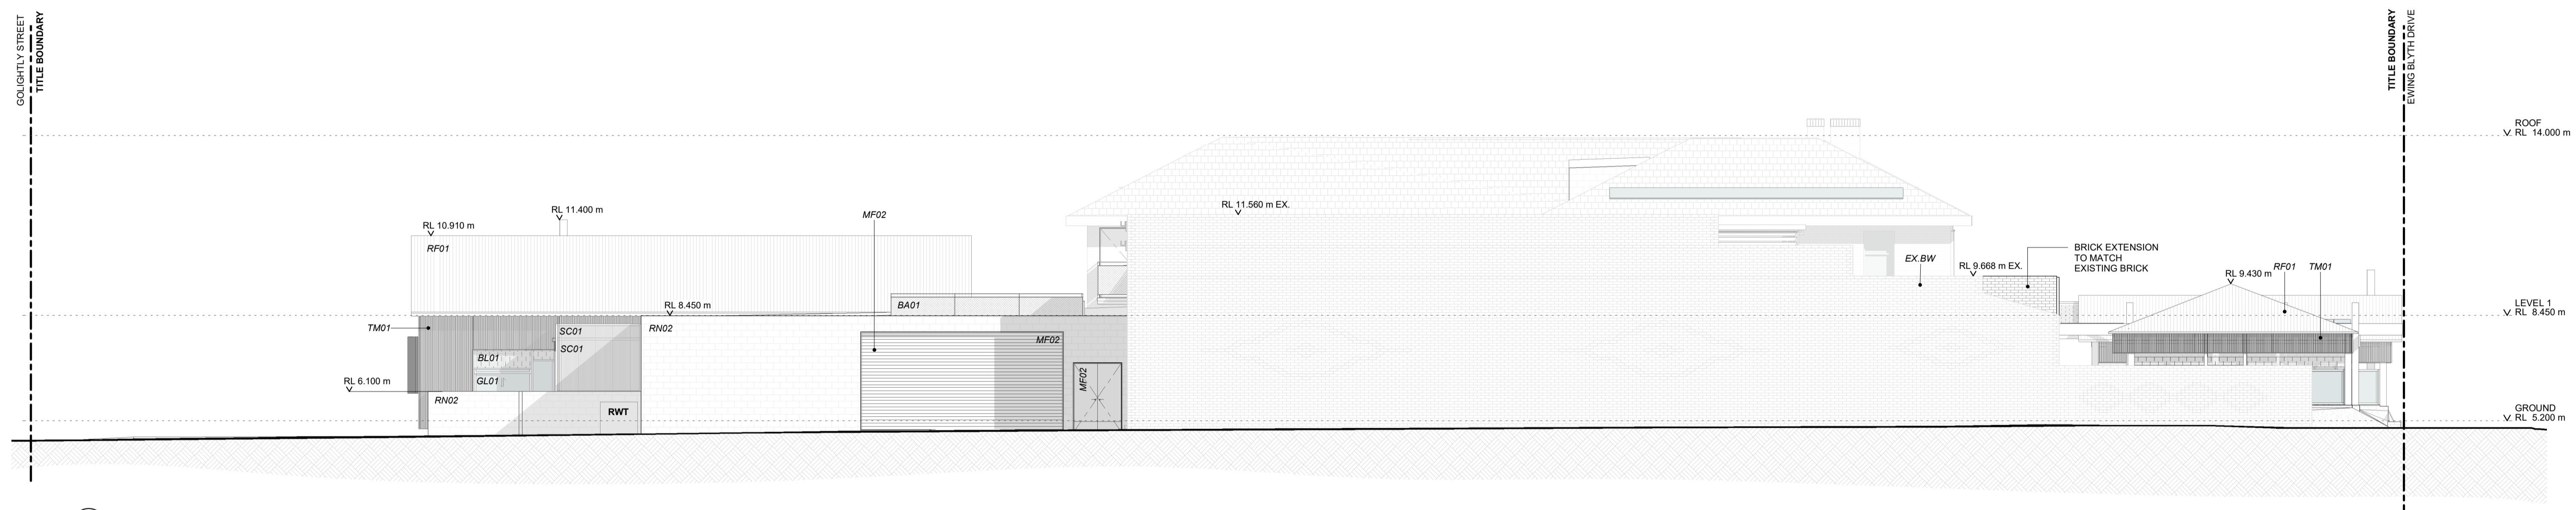 GOLIGHTLY STREET
TITLE BOUNDARY
TITLE BOUNDARY
EWING BLYTH DRIVE
ROOF
RL 14.000 m
RL 11.400 m
RL 10.910 m
RF01
MF02
RL 11.560 m EX.
EX.BW
RL 9.668 m EX.
BRICK EXTENSION
TO MATCH
EXISTING BRICK
RL 9.430 m
RF01
TM01
LEVEL 1
RL 8.450 m
RL 8.450 m
BA01
TM01
SC01
RN02
SC01
MF02
BL01
GL01
RL 6.100 m
MF02
RN02
RWT
GROUND
RL 5.200 m